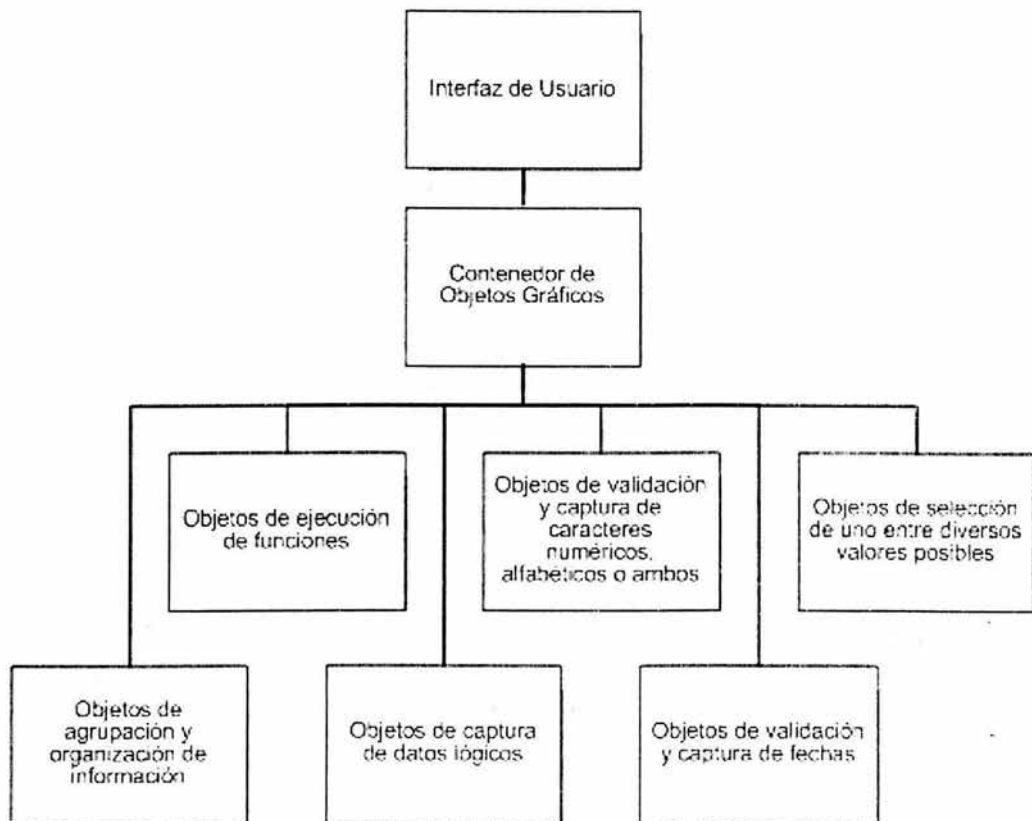 Interfaz de Usuario
Contenedor de
Objetos Gráficos
Objetos de ejecución
de funciones
Objetos de validación
y captura de
caracteres
numéricos,
alfabéticos o ambos
Objetos de selección
de uno entre diversos
valores posibles
Objetos de
agrupación y
organización de
información
Objetos de captura
de datos lógicos
Objetos de validación
y captura de fechas